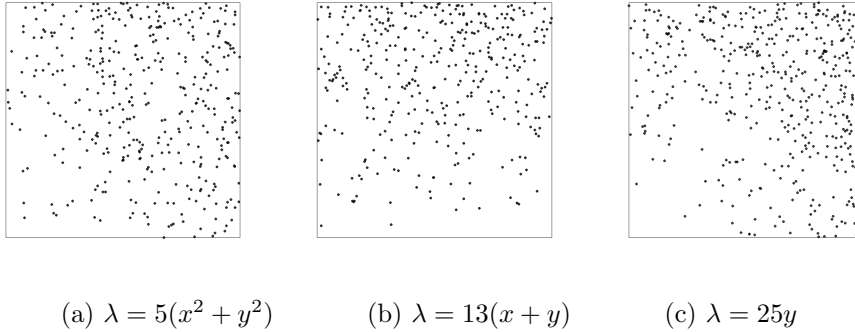 (a) λ = 5(x² + y²)
(b) λ = 13(x + y)
(c) λ = 25y